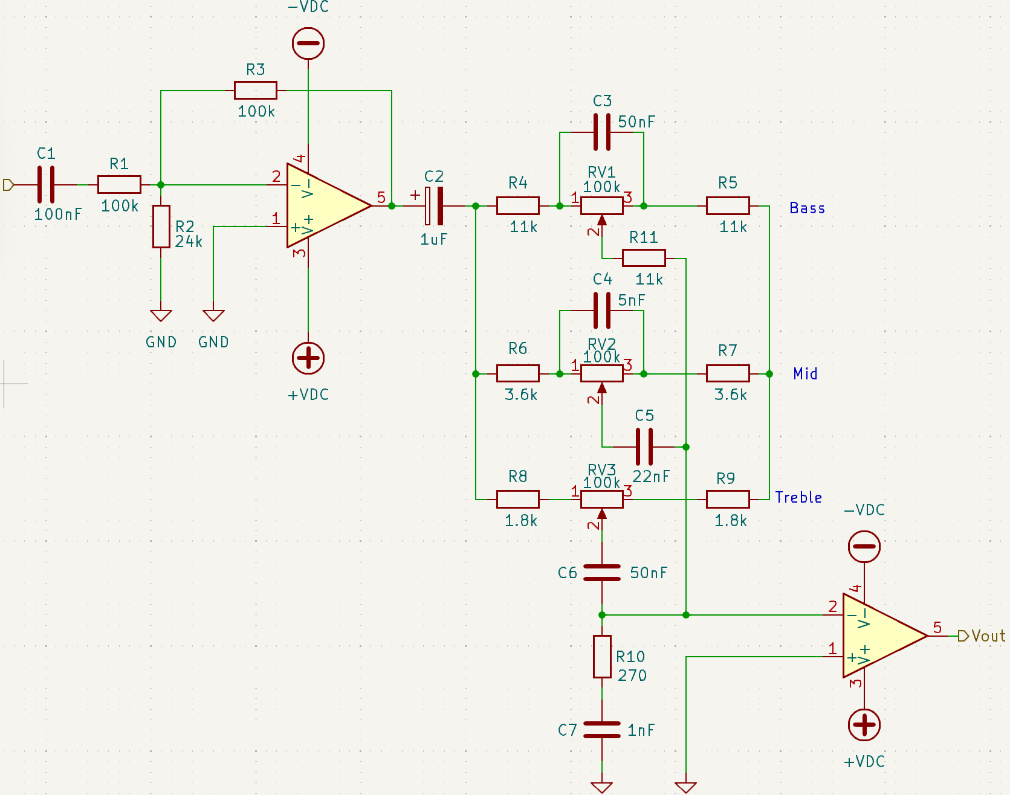 −VDC
R3
100k
4
C1
100nF
R1
100k
2
−
V−
1
+
V+
5
3
R2
24k
GND
GND
+VDC
+
C2
1uF
C3
50nF
R4
11k
RV1
100k
1
3
2
R5
11k
Bass
R11
11k
C4
5nF
R6
3.6k
RV2
100k
1
3
2
R7
3.6k
Mid
C5
22nF
R8
1.8k
RV3
100k
1
3
2
R9
1.8k
Treble
C6
50nF
R10
270
C7
1nF
−VDC
4
2
−
V−
1
+
V+
5
Vout
3
+VDC